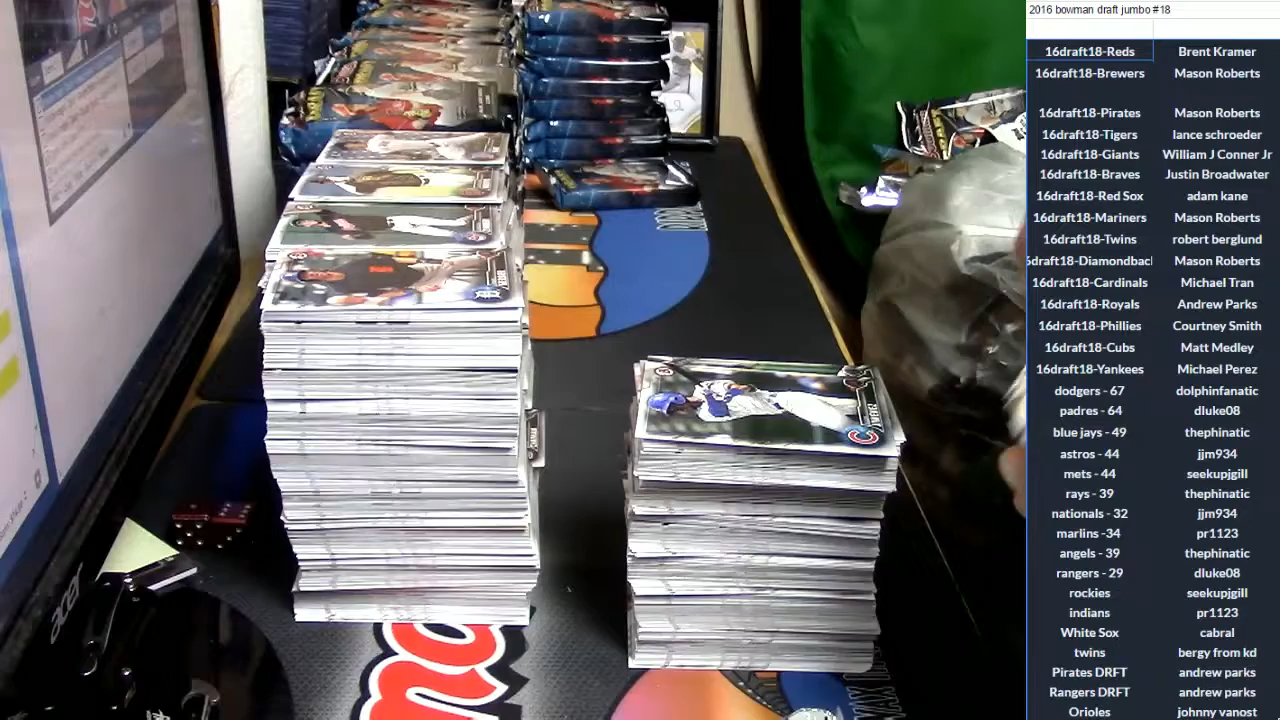 2016 bowman draft jumbo #18
16draft18-Reds Brent Kramer
16draft18-Brewers Mason Roberts
16draft18-Pirates Mason Roberts
16draft18-Tigers lance schroeder
16draft18-Giants William J Conner Jr
16draft18-Braves Justin Broadwater
16draft18-Red Sox adam kane
16draft18-Mariners Mason Roberts
16draft18-Twins robert berglund
6draft18-Diamondbacl Mason Roberts
16draft18-Cardinals Michael Tran
16draft18-Royals Andrew Parks
16draft18-Phillies Courtney Smith
16draft18-Cubs Matt Medley
16draft18-Yankees Michael Perez
dodgers - 67 dolphinfanatic
padres - 64 dluke08
blue jays - 49 thephinatic
astros - 44 jjm934
mets - 44 seekupjgill
rays - 39 thephinatic
nationals - 32 jjm934
marlins -34 pr1123
angels - 39 thephinatic
rangers - 29 dluke08
rockies seekupjgill
indians pr1123
White Sox cabral
twins bergy from kd
Pirates DRFT andrew parks
Rangers DRFT andrew parks
Orioles johnny vanost
acer